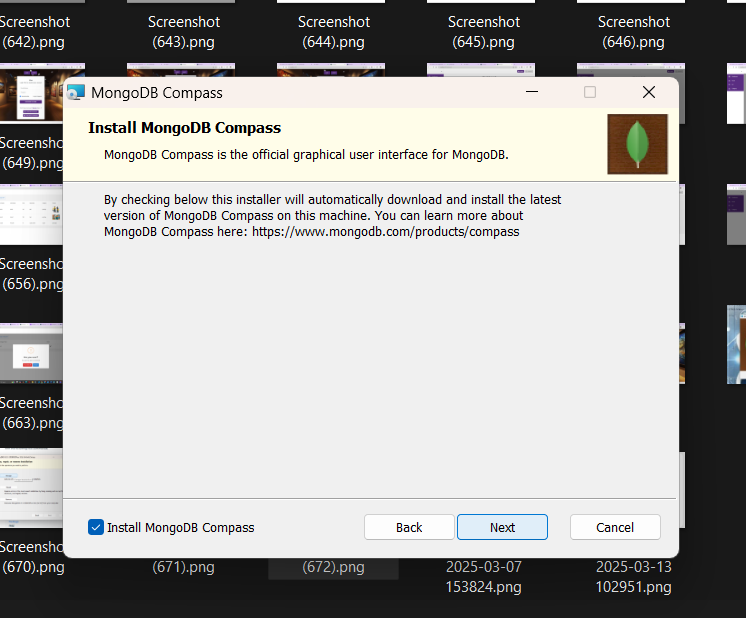 Screenshot
(642).png
Screenshot
(643).png
Screenshot
(644).png
Screenshot
(645).png
Screenshot
(646).png
MongoDB Compass
Install MongoDB Compass
MongoDB Compass is the official graphical user interface for MongoDB.
Screensho
(649).png
By checking below this installer will automatically download and install the latest
version of MongoDB Compass on this machine. You can learn more about
MongoDB Compass here: https://www.mongodb.com/products/compass
Screensho
(656).png
Screensho
(663).png
Install MongoDB Compass
Back
Next
Cancel
Screensho
(670).png
(671).png
(672).png
2025-03-07
153824.png
2025-03-13
102951.png